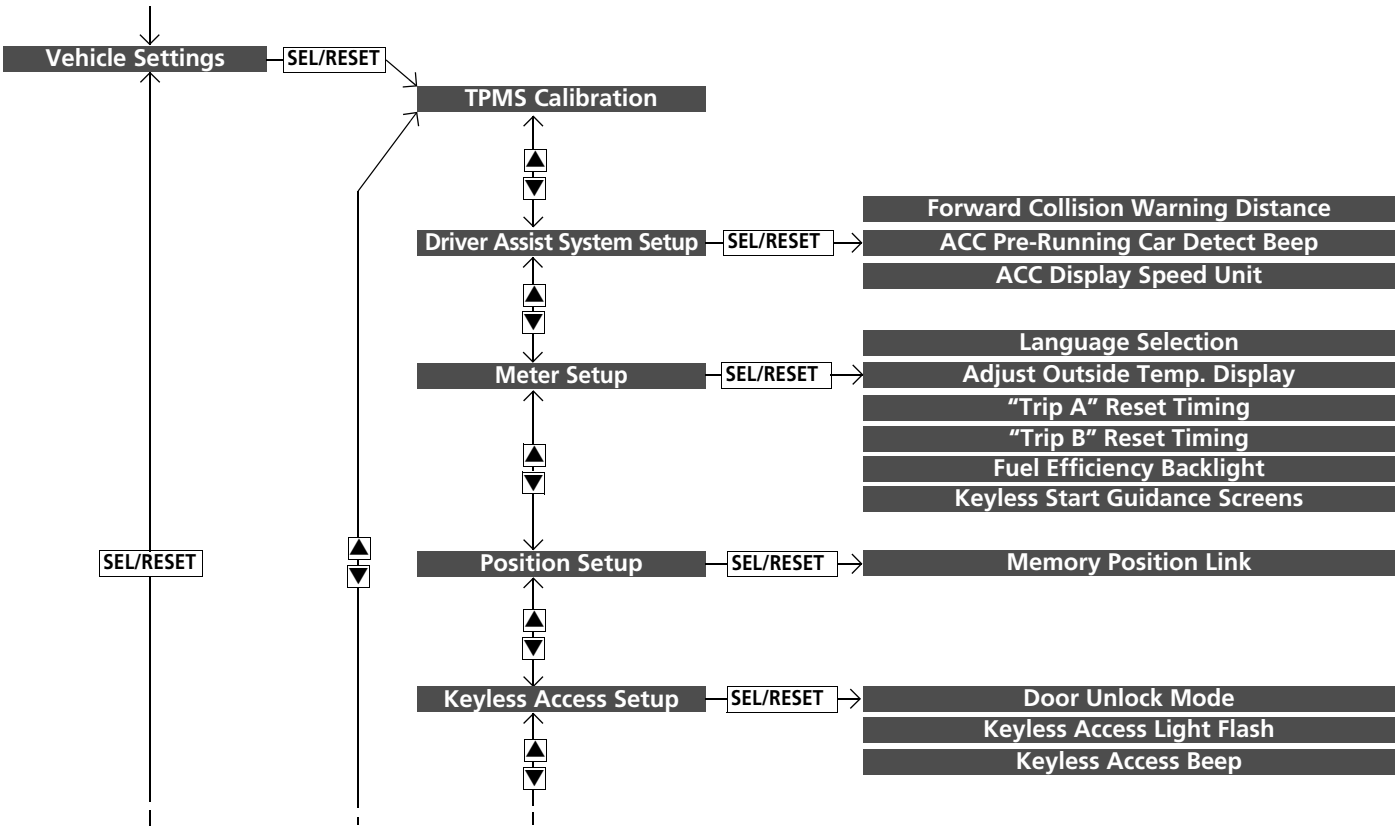 Vehicle Settings
SEL/RESET
TPMS Calibration
▲
▼
Forward Collision Warning Distance
Driver Assist System Setup
SEL/RESET
ACC Pre-Running Car Detect Beep
ACC Display Speed Unit
▲
▼
Language Selection
Meter Setup
SEL/RESET
Adjust Outside Temp. Display
“Trip A” Reset Timing
“Trip B” Reset Timing
Fuel Efficiency Backlight
Keyless Start Guidance Screens
▲
▼
SEL/RESET
▲
▼
Position Setup
SEL/RESET
Memory Position Link
▲
▼
Keyless Access Setup
SEL/RESET
Door Unlock Mode
Keyless Access Light Flash
Keyless Access Beep
▲
▼